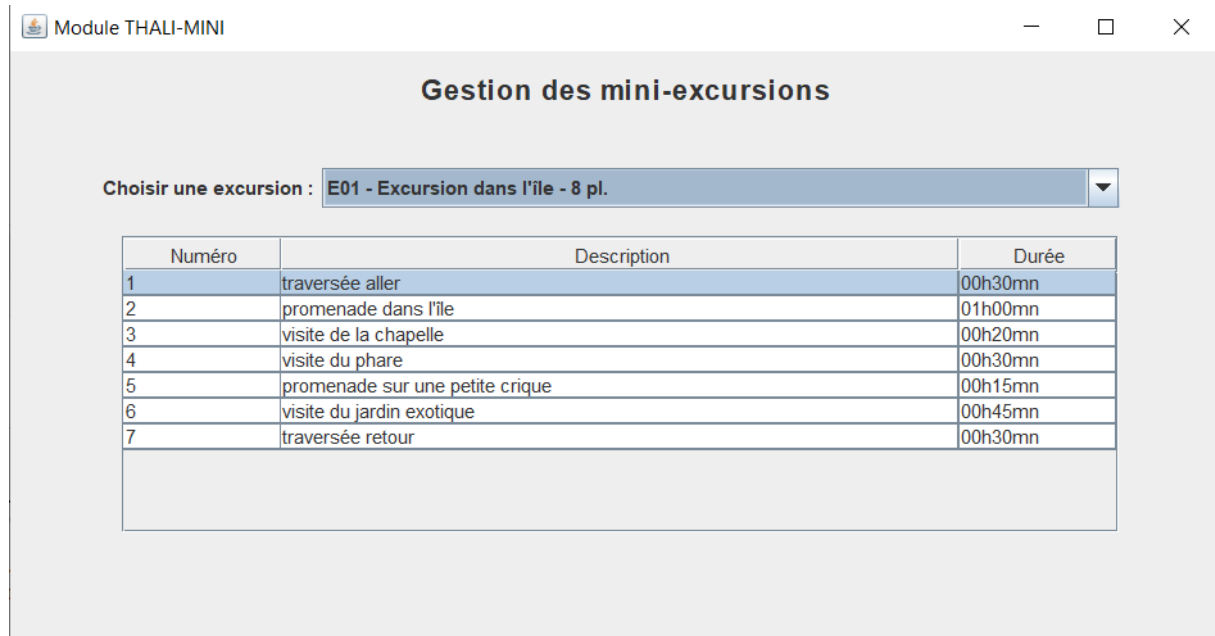 Module THALI-MINI
Gestion des mini-excursions
Choisir une excursion : E01 - Excursion dans l'île - 8 pl.
Numéro Description Durée
1 traversée aller 00h30mn
2 promenade dans l'île 01h00mn
3 visite de la chapelle 00h20mn
4 visite du phare 00h30mn
5 promenade sur une petite crique 00h15mn
6 visite du jardin exotique 00h45mn
7 traversée retour 00h30mn